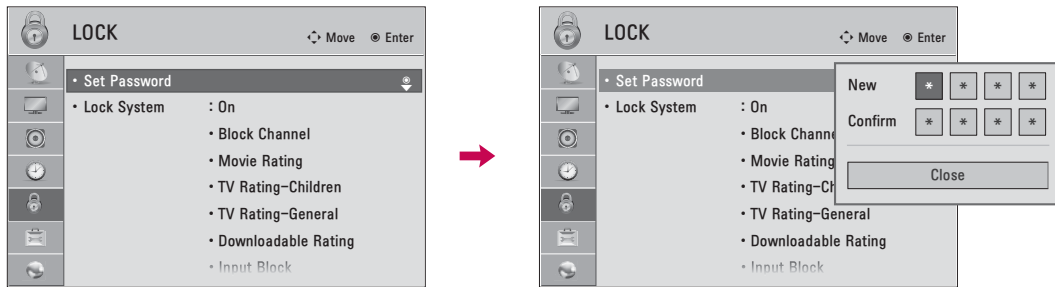 LOCK
Move Enter
• Set Password
• Lock System : On
• Block Channel
• Movie Rating
• TV Rating-Children
• TV Rating-General
• Downloadable Rating
• Input Block
LOCK
Move Enter
• Set Password
• Lock System : On
• Block Channe
• Movie Rating
• TV Rating-Ch
• TV Rating-General
• Downloadable Rating
• Input Block
New * * * *
Confirm * * * *
Close